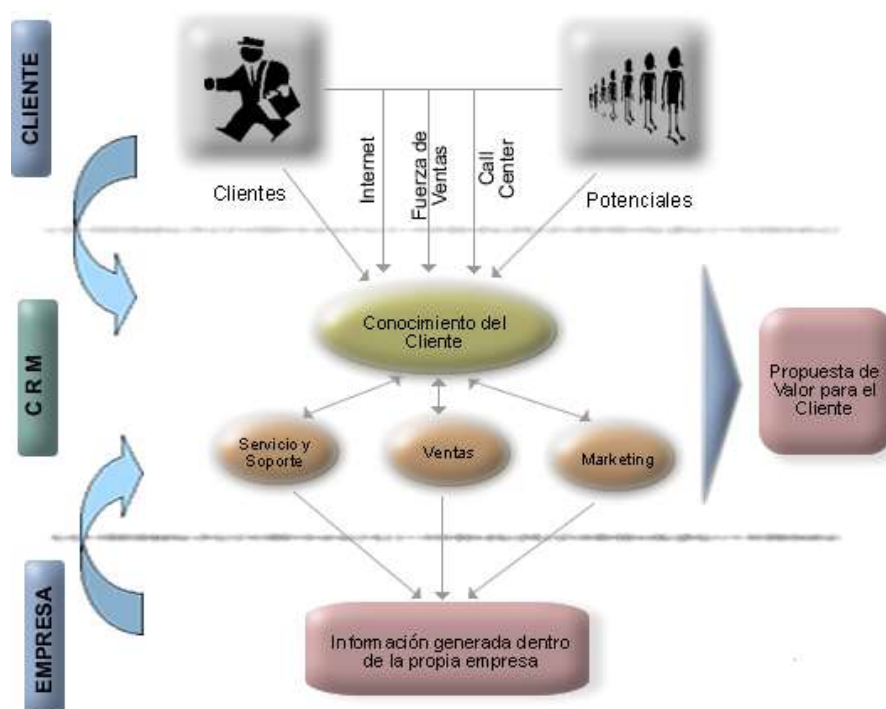 CLIENTE
Clientes
Internet
Fuerza de
Ventas
Call
Center
Potenciales
CRM
Conocimiento del
Cliente
Servicio y
Soporte
Ventas
Marketing
Propuesta de
Valor para el
Cliente
EMPRESA
Información generada dentro
de la propia empresa